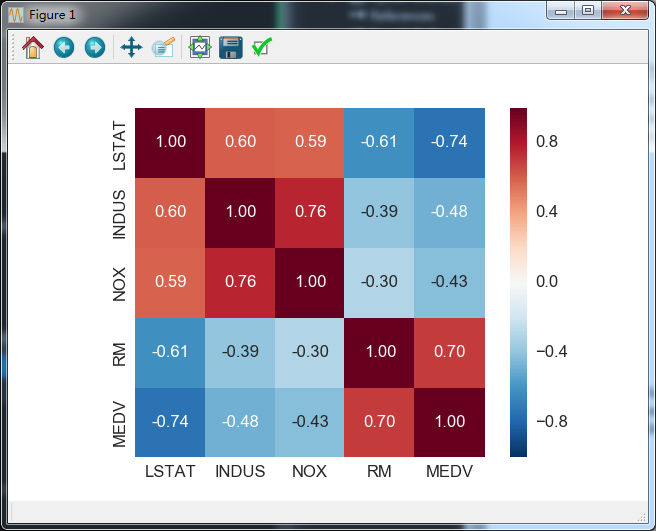 Figure 1
References
LSTAT 1.00 0.60 0.59 -0.61 -0.74
INDUS 0.60 1.00 0.76 -0.39 -0.48
NOX 0.59 0.76 1.00 -0.30 -0.43
RM -0.61 -0.39 -0.30 1.00 0.70
MEDV -0.74 -0.48 -0.43 0.70 1.00
LSTAT INDUS NOX RM MEDV
0.8
0.4
0.0
−0.4
−0.8